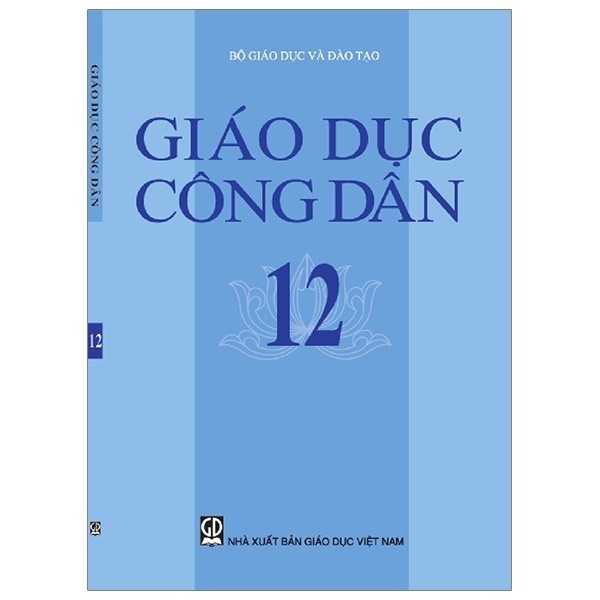 BỘ GIÁO DỤC VÀ ĐÀO TẠO
GIÁO DỤC
CÔNG DÂN
12
GD
NHÀ XUẤT BẢN GIÁO DỤC VIỆT NAM
GIÁO DỤC CÔNG DÂN
12